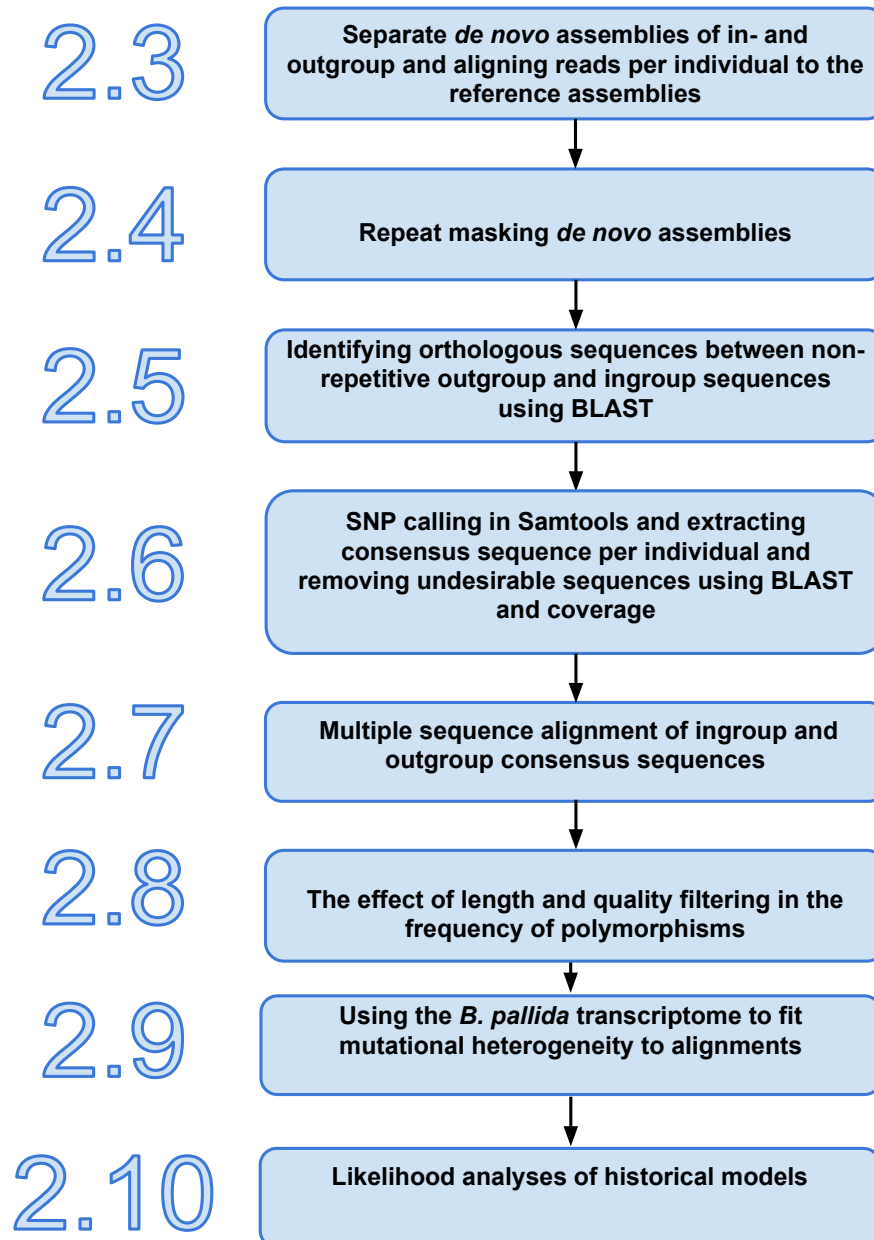 2.3
Separate de novo assemblies of in- and
outgroup and aligning reads per individual to the
reference assemblies
2.4
Repeat masking de novo assemblies
2.5
Identifying orthologous sequences between non-
repetitive outgroup and ingroup sequences
using BLAST
2.6
SNP calling in Samtools and extracting
consensus sequence per individual and
removing undesirable sequences using BLAST
and coverage
2.7
Multiple sequence alignment of ingroup and
outgroup consensus sequences
2.8
The effect of length and quality filtering in the
frequency of polymorphisms
2.9
Using the B. pallida transcriptome to fit
mutational heterogeneity to alignments
2.10
Likelihood analyses of historical models